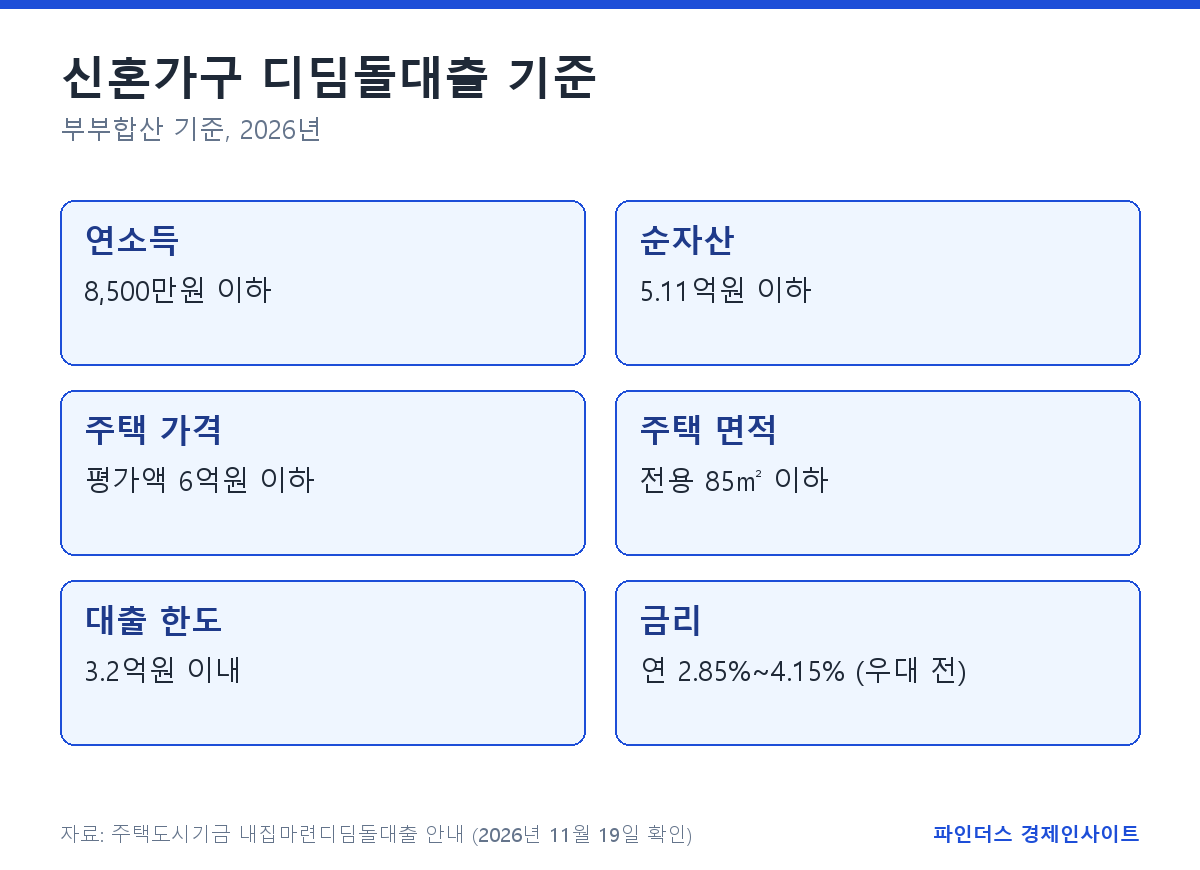 신혼가구 디딤돌대출 기준
부부합산 기준, 2026년
연소득
8,500만원 이하
순자산
5.11억원 이하
주택 가격
평가액 6억원 이하
주택 면적
전용 85㎡ 이하
대출 한도
3.2억원 이내
금리
연 2.85%~4.15% (우대 전)
자료: 주택도시기금 내집마련디딤돌대출 안내 (2026년 11월 19일 확인)
파인더스 경제인사이트